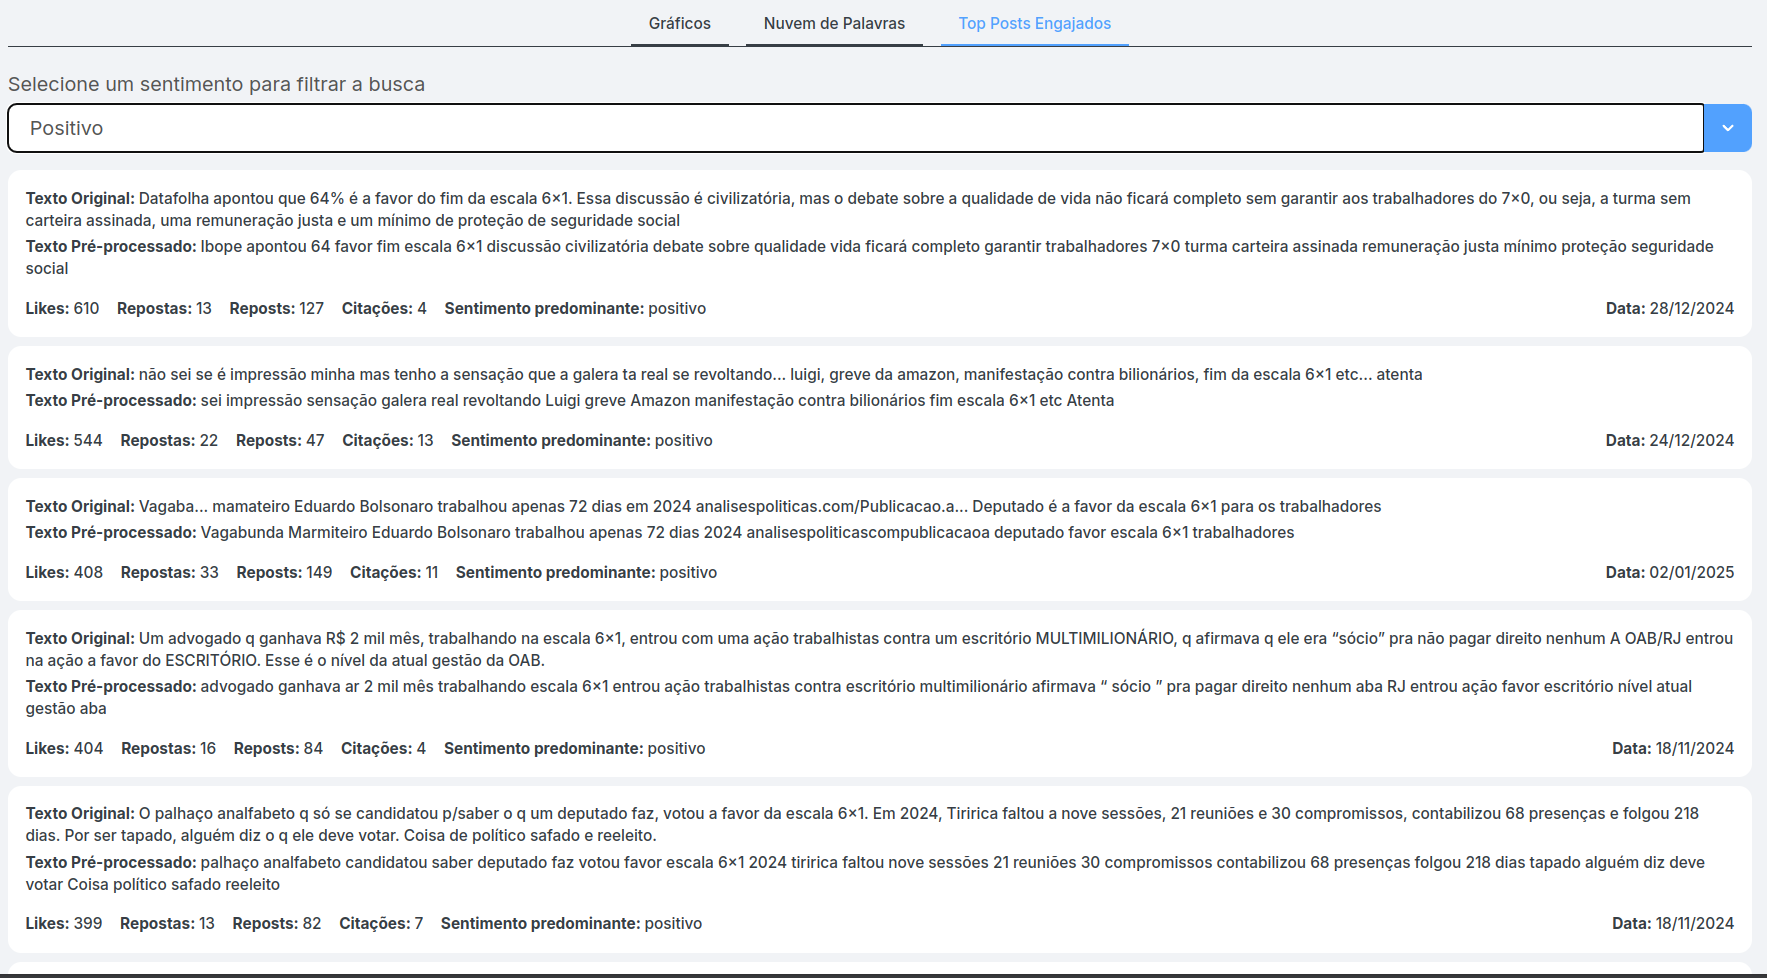 Gráficos Nuvem de Palavras Top Posts Engajados
Selecione um sentimento para filtrar a busca
Positivo
Texto Original: Datafolha apontou que 64% é a favor do fim da escala 6×1. Essa discussão é civilizatória, mas o debate sobre a qualidade de vida não ficará completo sem garantir aos trabalhadores do 7×0, ou seja, a turma sem
carteira assinada, uma remuneração justa e um mínimo de proteção de seguridade social
Texto Pré-processado: Ibope apontou 64 favor fim escala 6×1 discussão civilizatória debate sobre qualidade vida ficará completo garantir trabalhadores 7×0 turma carteira assinada remuneração justa mínimo proteção seguridade
social
Likes: 610 Repostas: 13 Reposts: 127 Citações: 4 Sentimento predominante: positivo Data: 28/12/2024
Texto Original: não sei se é impressão minha mas tenho a sensação que a galera ta real se revoltando... luigi, greve da amazon, manifestação contra bilionários, fim da escala 6×1 etc... atenta
Texto Pré-processado: sei impressão sensação galera real revoltando Luigi greve Amazon manifestação contra bilionários fim escala 6×1 etc Atenta
Likes: 544 Repostas: 22 Reposts: 47 Citações: 13 Sentimento predominante: positivo Data: 24/12/2024
Texto Original: Vagaba... mamateiro Eduardo Bolsonaro trabalhou apenas 72 dias em 2024 analisespoliticas.com/Publicacao.a... Deputado é a favor da escala 6×1 para os trabalhadores
Texto Pré-processado: Vagabunda Marmiteiro Eduardo Bolsonaro trabalhou apenas 72 dias 2024 analisespoliticascompublicacaoa deputado favor escala 6×1 trabalhadores
Likes: 408 Repostas: 33 Reposts: 149 Citações: 11 Sentimento predominante: positivo Data: 02/01/2025
Texto Original: Um advogado q ganhava R$ 2 mil mês, trabalhando na escala 6×1, entrou com uma ação trabalhistas contra um escritório MULTIMILIONÁRIO, q afirmava q ele era “sócio” pra não pagar direito nenhum A OAB/RJ entrou
na ação a favor do ESCRITÓRIO. Esse é o nível da atual gestão da OAB.
Texto Pré-processado: advogado ganhava ar 2 mil mês trabalhando escala 6×1 entrou ação trabalhistas contra escritório multimilionário afirmava “ sócio ” pra pagar direito nenhum aba RJ entrou ação favor escritório nível atual
gestão aba
Likes: 404 Repostas: 16 Reposts: 84 Citações: 4 Sentimento predominante: positivo Data: 18/11/2024
Texto Original: O palhaço analfabeto q só se candidatou p/saber o q um deputado faz, votou a favor da escala 6×1. Em 2024, Tiririca faltou a nove sessões, 21 reuniões e 30 compromissos, contabilizou 68 presenças e folgou 218
dias. Por ser tapado, alguém diz o q ele deve votar. Coisa de político safado e reeleito.
Texto Pré-processado: palhaço analfabeto candidatou saber deputado faz votou favor escala 6×1 2024 tiririca faltou nove sessões 21 reuniões 30 compromissos contabilizou 68 presenças folgou 218 dias tapado alguém diz deve
votar Coisa político safado reeleito
Likes: 399 Repostas: 13 Reposts: 82 Citações: 7 Sentimento predominante: positivo Data: 18/11/2024